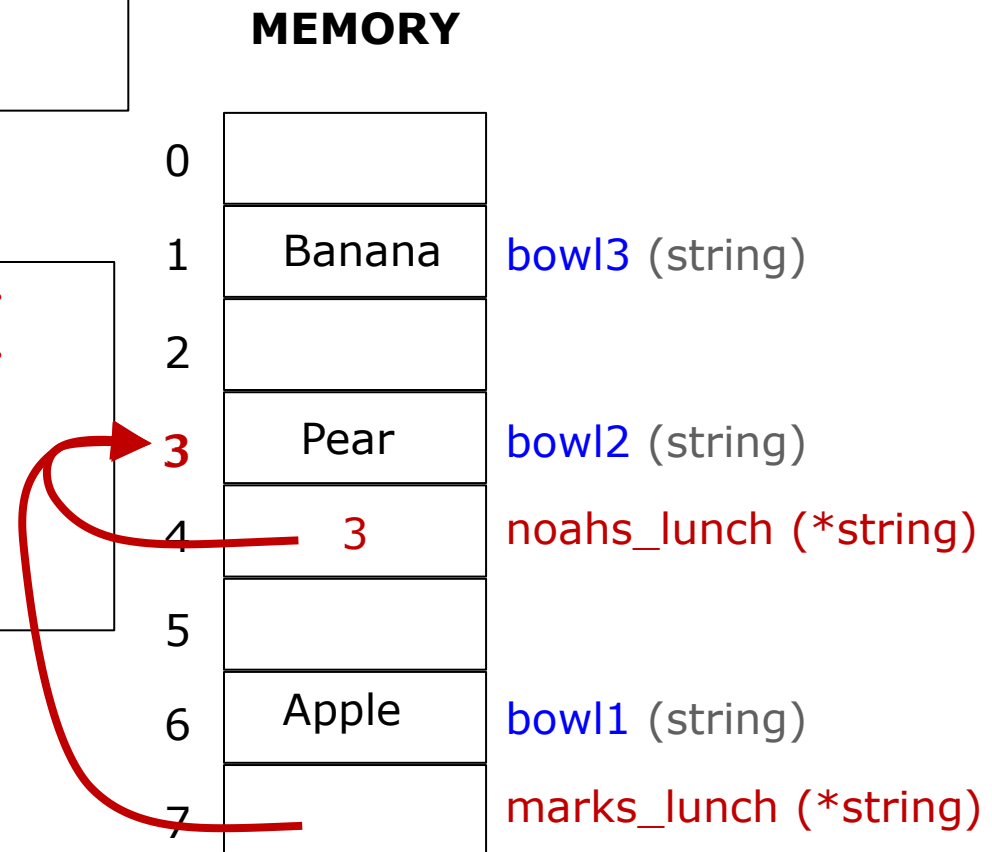 MEMORY
0
1 Banana bowl3 (string)
2
3 Pear bowl2 (string)
4 3 noahs_lunch (*string)
5
6 Apple bowl1 (string)
7 marks_lunch (*string)